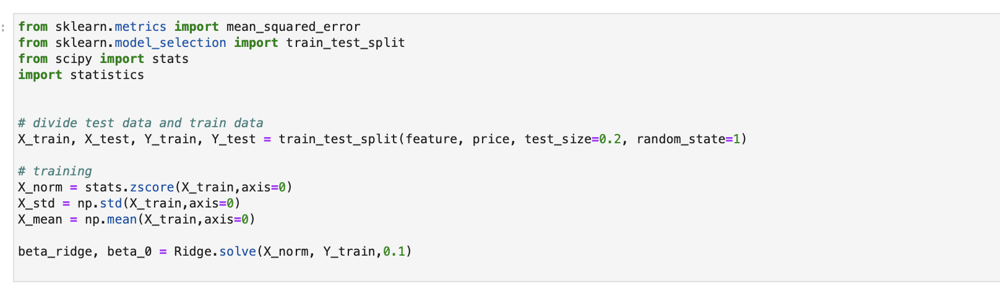 :
from sklearn.metrics import mean_squared_error
from sklearn.model_selection import train_test_split
from scipy import stats
import statistics
# divide test data and train data
X_train, X_test, Y_train, Y_test = train_test_split(feature, price, test_size=0.2, random_state=1)
# training
X_norm = stats.zscore(X_train,axis=0)
X_std = np.std(X_train,axis=0)
X_mean = np.mean(X_train,axis=0)
beta_ridge, beta_0 = Ridge.solve(X_norm, Y_train,0.1)